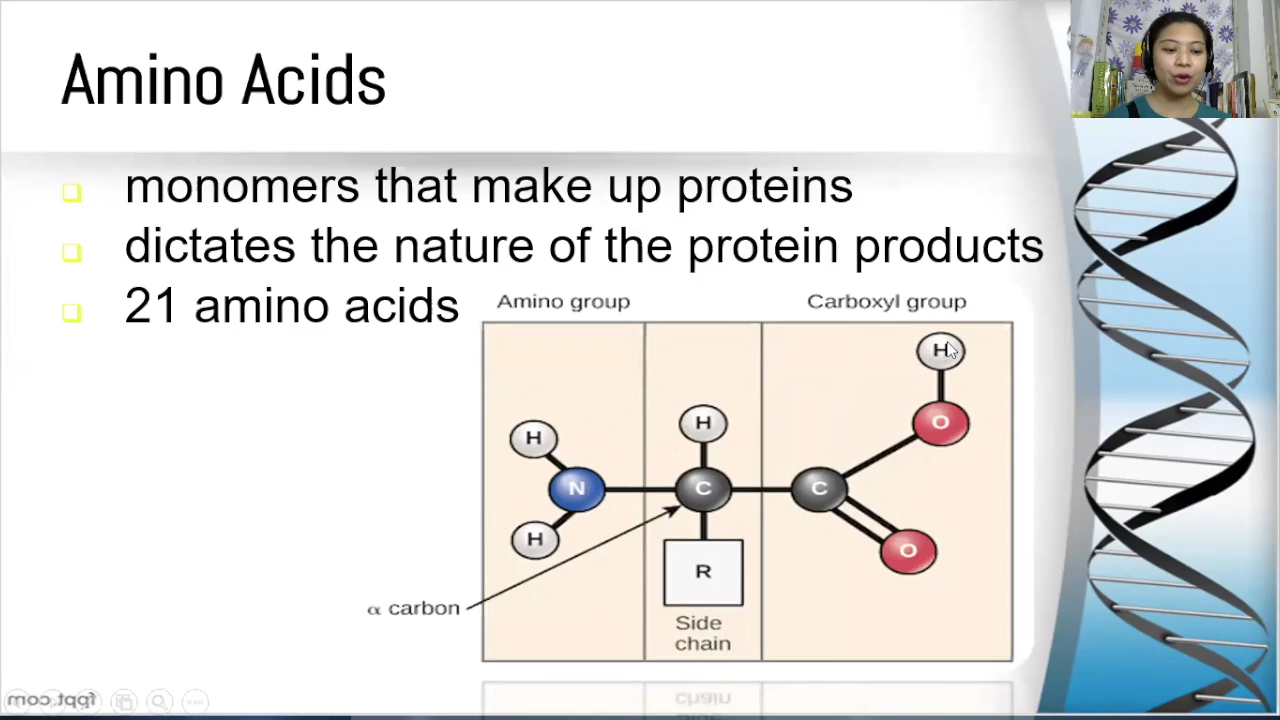 Amino Acids
monomers that make up proteins
dictates the nature of the protein products
21 amino acids
Amino group
Carboxyl group
H
H
H
O
N
C
C
H
O
R
α carbon
Side
chain
fppt.com
chain